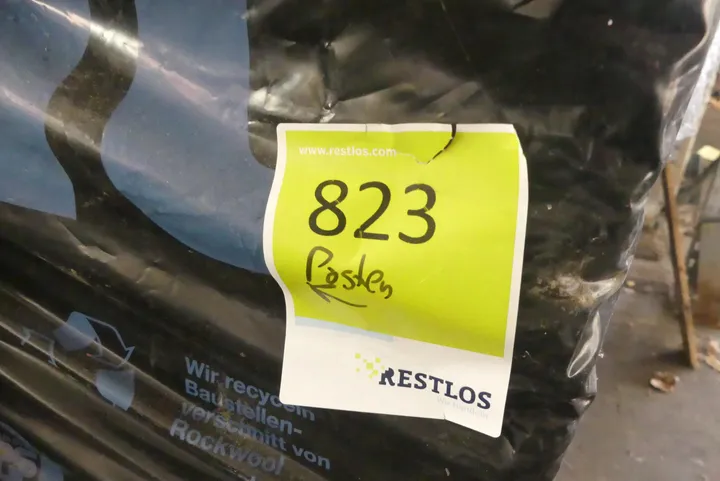 www.restlos.com
823
Posten
RESTLOS
Wir recyceln
Baustellen-
verschnitt von
Rockwool